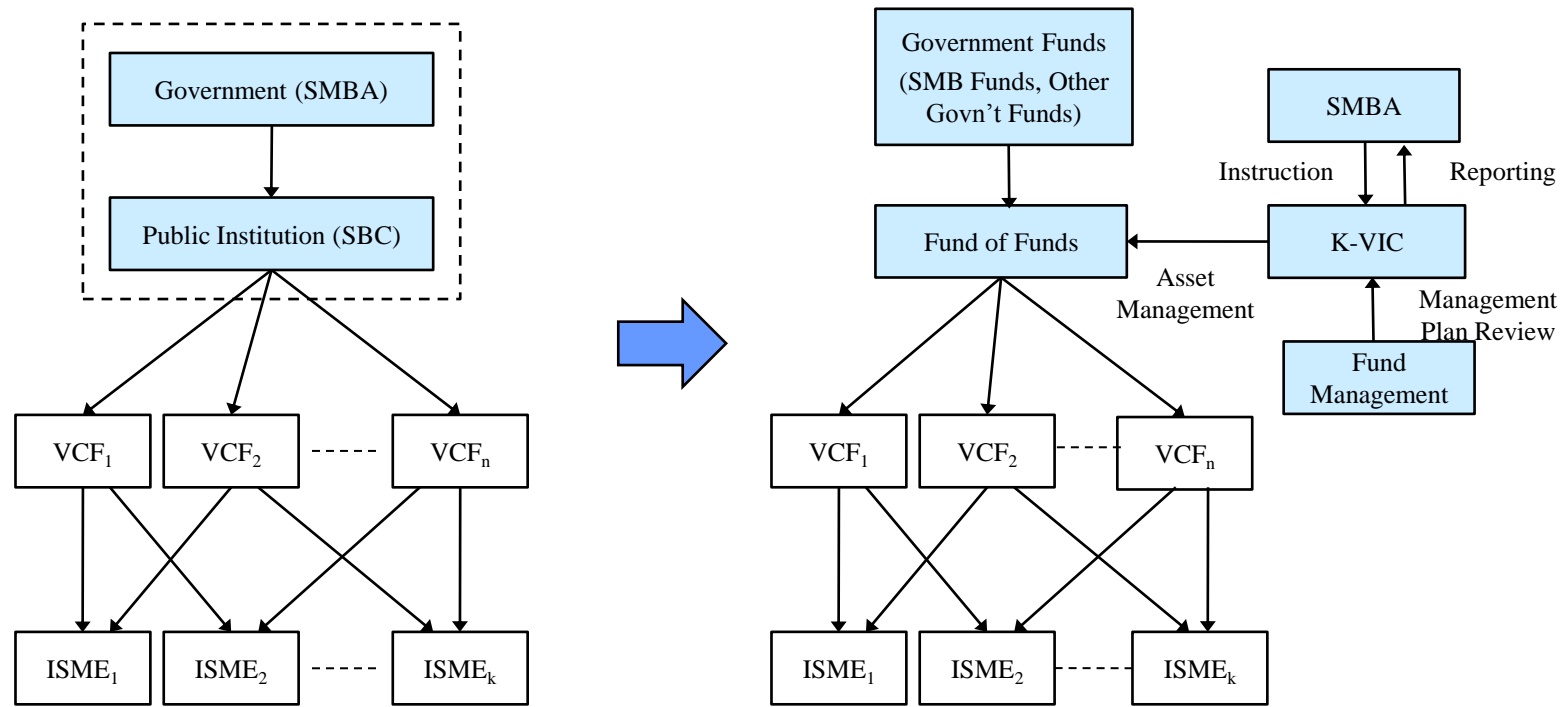 Government (SMBA)
Public Institution (SBC)
VCF1
VCF2
VCFn
ISME1
ISME2
ISMEk
Government Funds
(SMB Funds, Other
Govn't Funds)
SMBA
Instruction
Reporting
Fund of Funds
K-VIC
Asset
Management
Management
Plan Review
Fund
Management
VCF1
VCF2
VCFn
ISME1
ISME2
ISMEk